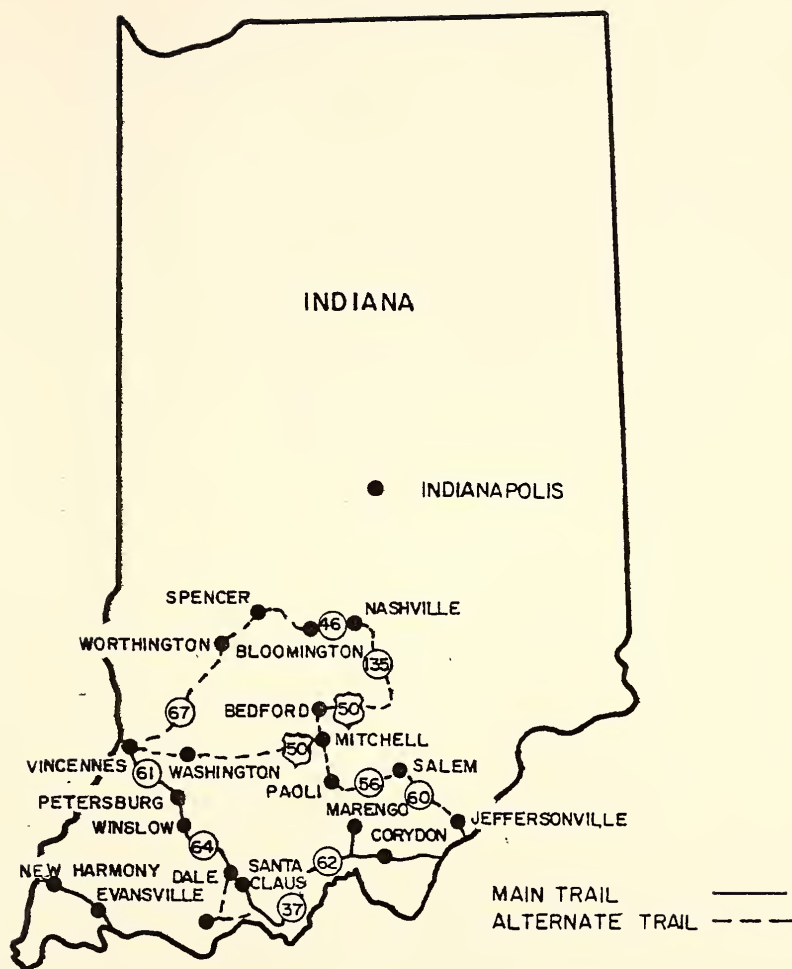 INDIANA
INDIANAPOLIS
SPENCER
NASHVILLE
46
WORTHINGTON
BLOOMINGTON
135
67
BEDFORD
50
MITCHELL
50
VINCENNES
WASHINGTON
61
SALEM
PAOLI
56
60
PETERSBURG
MARENGO
JEFFERSONVILLE
WINSLOW
CORYDON
64
62
NEW HARMONY
DALE
SANTA
CLAUS
EVANSVILLE
37
MAIN TRAIL
ALTERNATE TRAIL